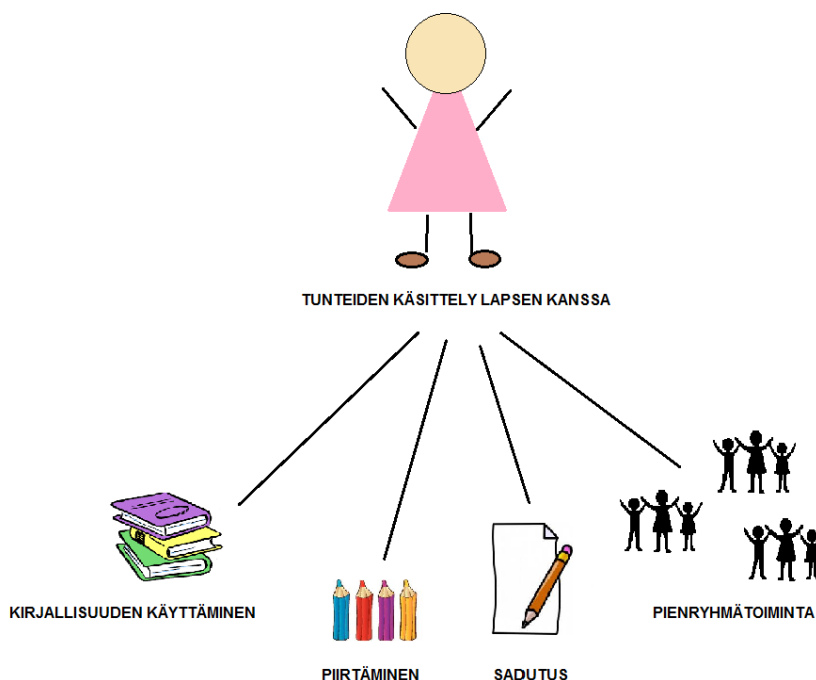 TUNTEIDEN KÄSITTELY LAPSEN KANSSA
KIRJALLISUUDEN KÄYTTÄMINEN
PIIRTÄMINEN
SADUTUS
PIENRYHMÄTOIMINTA